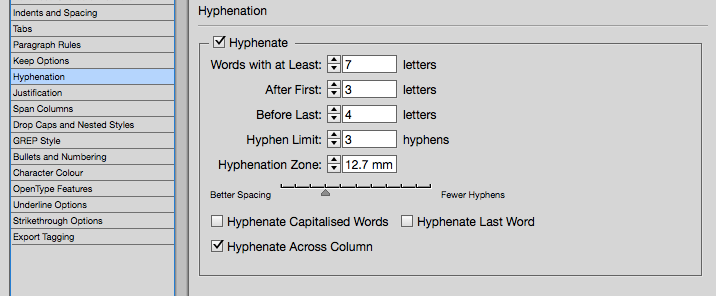 Indents and Spacing
Tabs
Paragraph Rules
Keep Options
Hyphenation
Justification
Span Columns
Drop Caps and Nested Styles
GREP Style
Bullets and Numbering
Character Colour
OpenType Features
Underline Options
Strikethrough Options
Export Tagging
Hyphenation
Hyphenate
Words with at Least: 7 letters
After First: 3 letters
Before Last: 4 letters
Hyphen Limit: 3 hyphens
Hyphenation Zone: 12.7 mm
Better Spacing Fewer Hyphens
Hyphenate Capitalised Words Hyphenate Last Word
Hyphenate Across Column